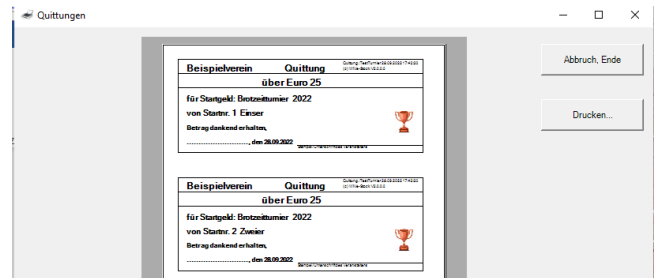 Quittungen
Abbruch, Ende
Drucken...
Beispielverein Quittung
über Euro 25
für Startgeld: Brotzeitturnier 2022
von Startnr. 1 Einser
Betrag dankend erhalten,
, den 28.09.2022
Beispielverein Quittung
über Euro 25
für Startgeld: Brotzeitturnier 2022
von Startnr. 2 Zweier
Betrag dankend erhalten,
, den 28.09.2022